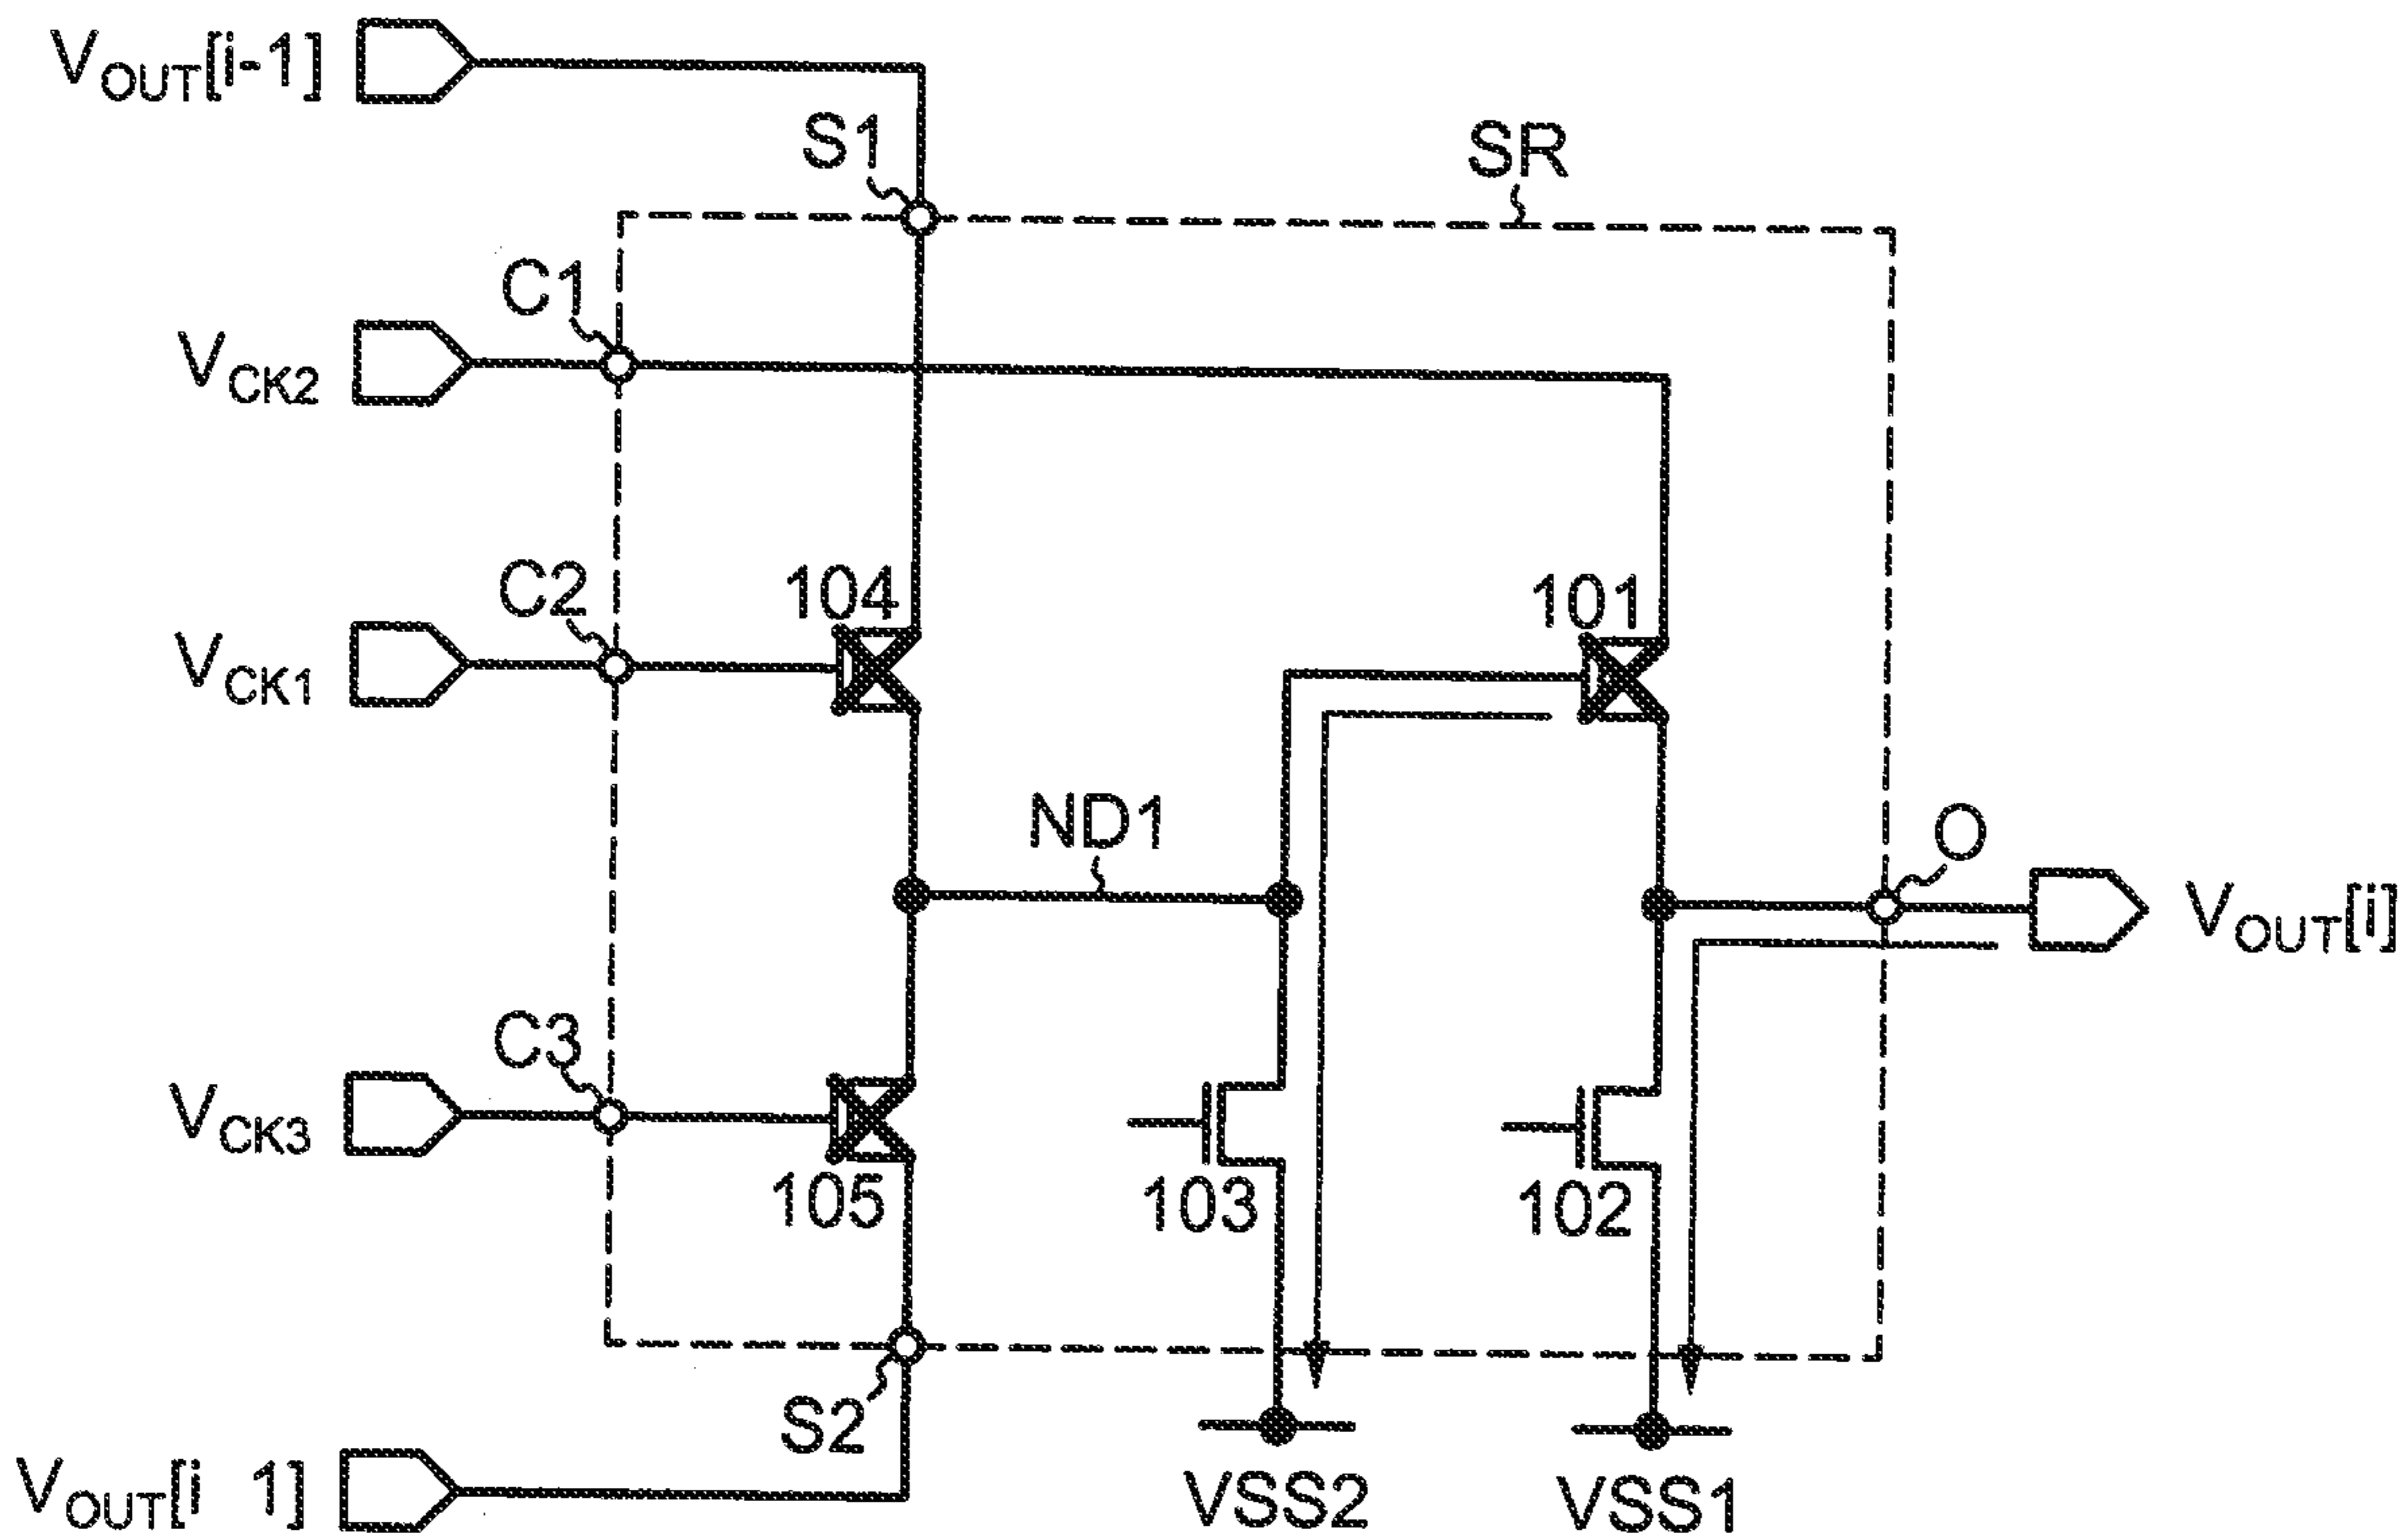 VOUT[i-1]
S1
SR
C1
VCK2
C2
104
101
VCK1
ND1
O
VOUT[i]
C3
VCK3
105
103
102
S2
VOUT[i 1]
VSS2
VSS1